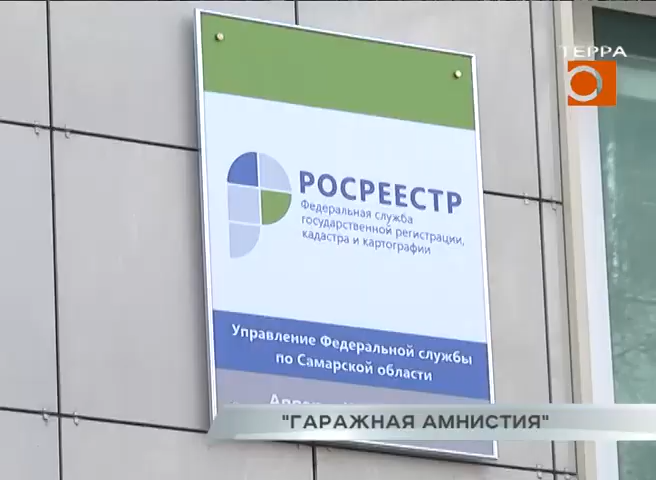 ТЕРРА
РОСРЕЕСТР
Федеральная служба
государственной регистрации,
кадастра и картографии
Управление Федеральной службы
по Самарской области
"ГАРАЖНАЯ АМНИСТИЯ"